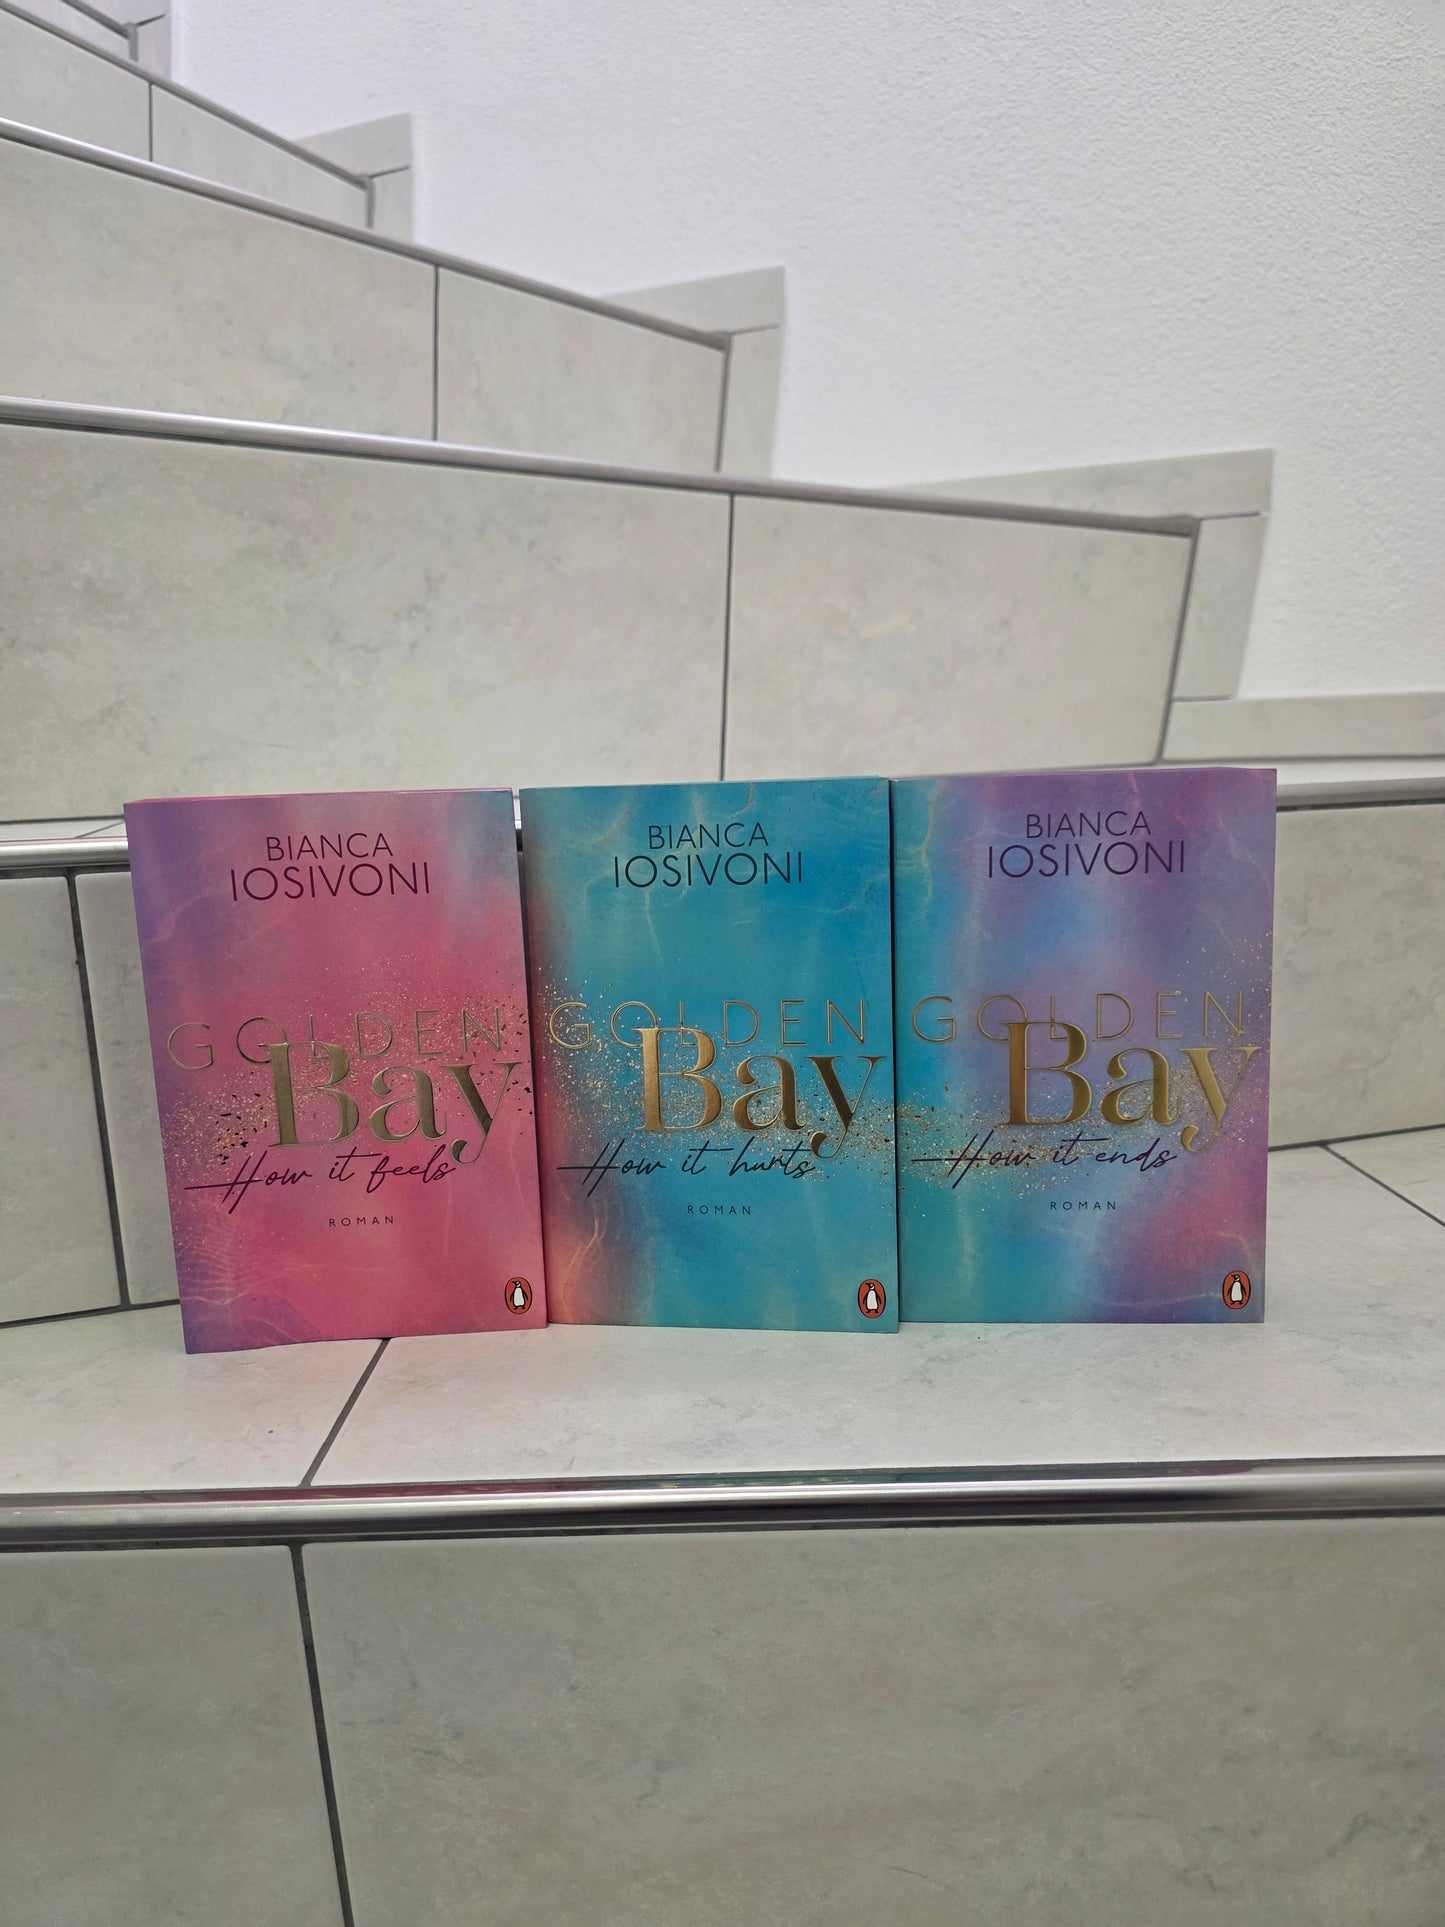 BIANCA
IOSIVONI
GOLDEN
Bay
How it feels
ROMAN
BIANCA
IOSIVONI
GOLDEN
Bay
How it hurts
ROMAN
BIANCA
IOSIVONI
GOLDEN
Bay
How it ends
ROMAN